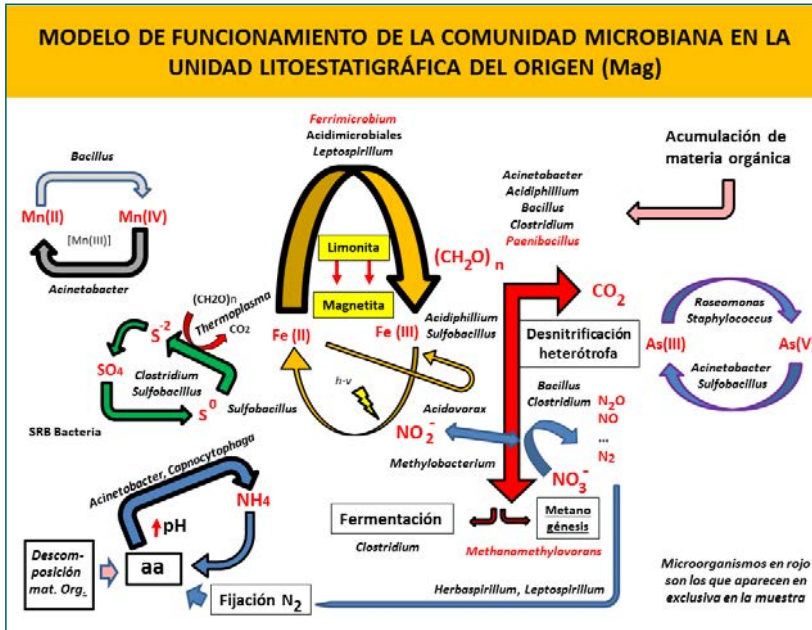 MODELO DE FUNCIONAMIENTO DE LA COMUNIDAD MICROBIANA EN LA
UNIDAD LITOESTATIGRÁFICA DEL ORIGEN (Mag)
Ferrimicrobium
Acidimicrobiales
Leptospirillum
Acumulación de
materia orgánica
Bacillus
Mn(II)
Mn(IV)
[Mn(III)]
Acinetobacter
Acinetobacter
Acidiphillium
Bacillus
Clostridium
Paenibacillus
Limonita
Magnetita
(CH₂O)n
CO₂
Fe (II)
Fe (III)
Acidiphillium
Sulfobacillus
Desnitrificación
heterótrofa
Roseamonas
Staphylococcus
As(III)
As(V)
Acinetobacter
Sulfobacillus
(CH2O)n
Thermoplasma
CO₂
S⁻²
SO₄
Clostridium
Sulfobacillus
S⁰
Sulfobacillus
SRB Bacteria
h-v
Acidovorax
NO₂⁻
Methylobacterium
Bacillus
Clostridium
N₂O
NO
...
N₂
NO₃⁻
Acinetobacter, Capnocytophaga
NH₄
pH
Descom-
posición
mat. Org.
aa
Fijación N₂
Fermentación
Clostridium
Metano
génesis
Methanomethylovorans
Herbaspirillum, Leptospirillum
Microorganismos en rojo
son los que aparecen en
exclusiva en la muestra